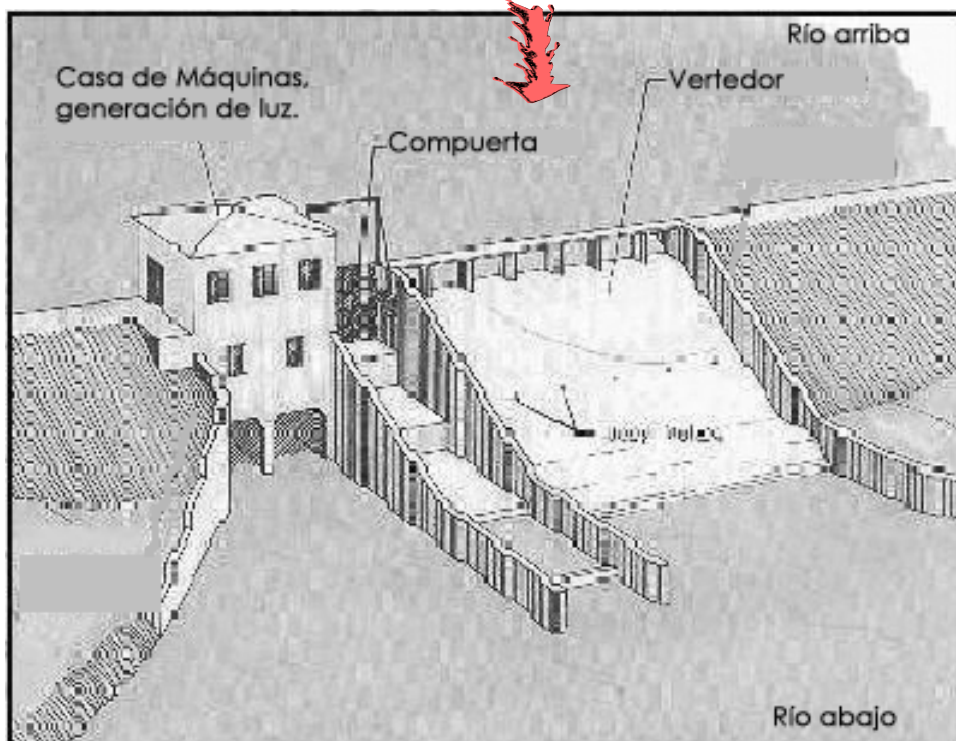 Río arriba
Casa de Máquinas,
generación de luz.
Vertedor
Compuerta
Río abajo